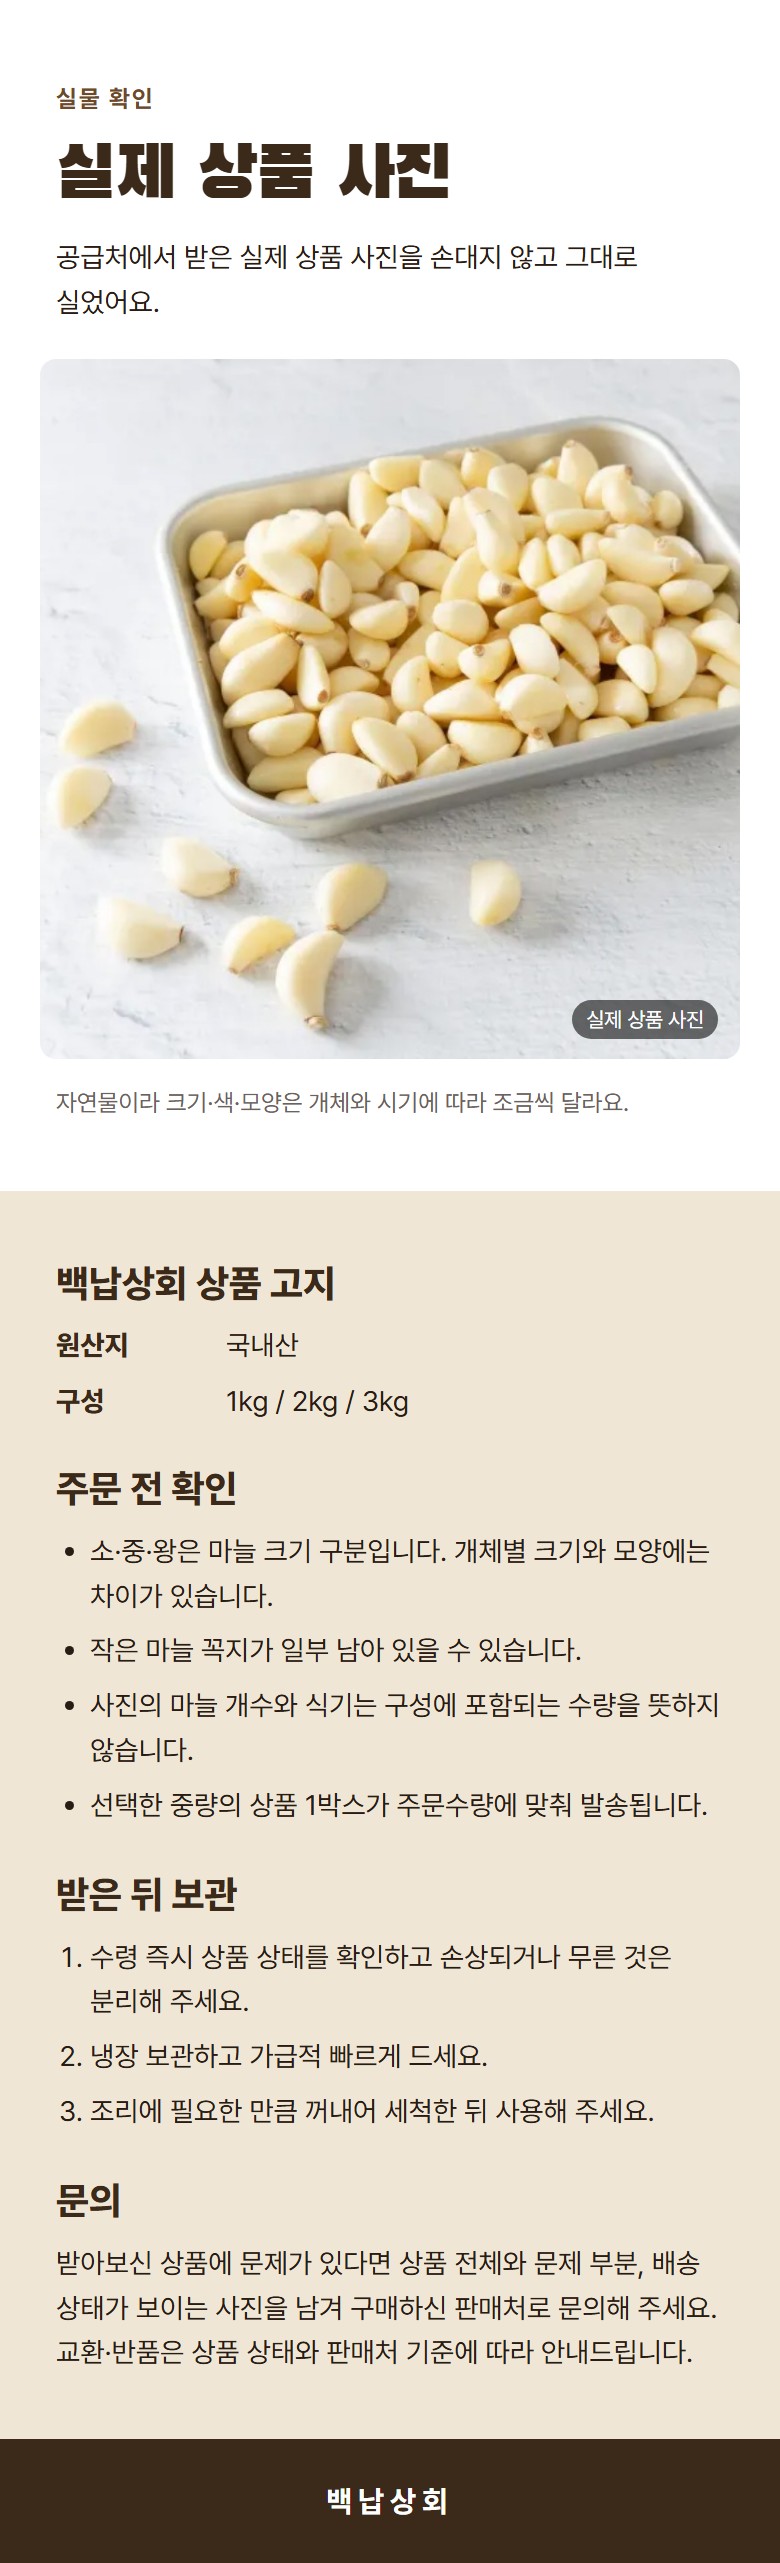 실물 확인
실제 상품 사진
공급처에서 받은 실제 상품 사진을 손대지 않고 그대로
실었어요.
실제 상품 사진
자연물이라 크기·색·모양은 개체와 시기에 따라 조금씩 달라요.
백납상회 상품 고지
원산지 국내산
구성 1kg / 2kg / 3kg
주문 전 확인
• 소·중·왕은 마늘 크기 구분입니다. 개체별 크기와 모양에는
차이가 있습니다.
• 작은 마늘 꼭지가 일부 남아 있을 수 있습니다.
• 사진의 마늘 개수와 식기는 구성에 포함되는 수량을 뜻하지
않습니다.
• 선택한 중량의 상품 1박스가 주문수량에 맞춰 발송됩니다.
받은 뒤 보관
1. 수령 즉시 상품 상태를 확인하고 손상되거나 무른 것은
분리해 주세요.
2. 냉장 보관하고 가급적 빠르게 드세요.
3. 조리에 필요한 만큼 꺼내어 세척한 뒤 사용해 주세요.
문의
받아보신 상품에 문제가 있다면 상품 전체와 문제 부분, 배송
상태가 보이는 사진을 남겨 구매하신 판매처로 문의해 주세요.
교환·반품은 상품 상태와 판매처 기준에 따라 안내드립니다.
백납상회